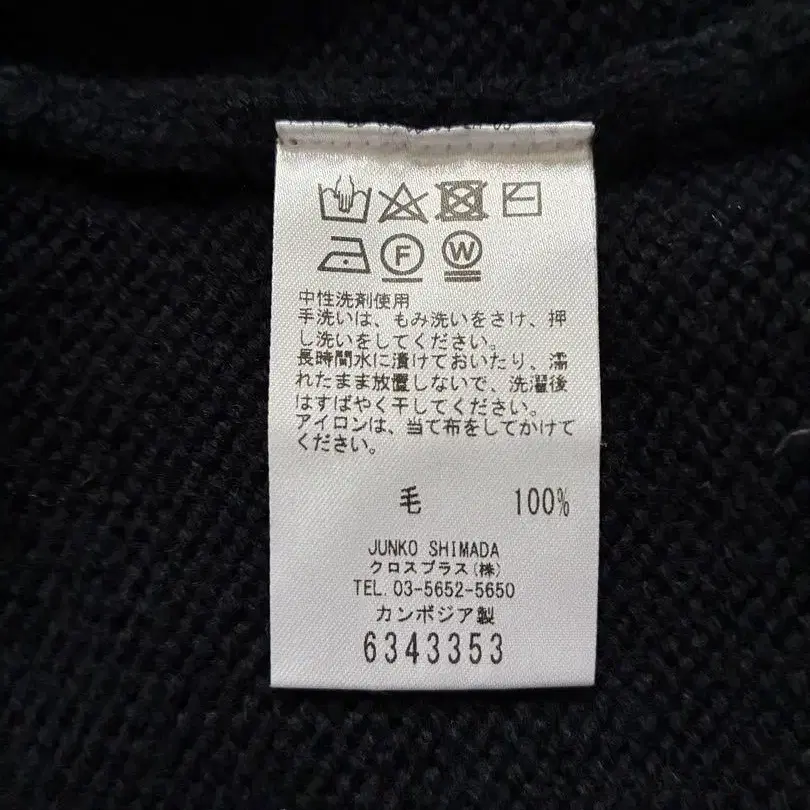 F W
中性洗剤使用
手洗いは、もみ洗いをさけ、押
し洗いをしてください。
長時間水に漬けておいたり、濡
れたまま放置しないで、洗濯後
はすばやく干してください。
アイロンは、当て布をしてかけて
ください。
毛 100%
JUNKO SHIMADA
クロスプラス(株)
TEL.03-5652-5650
カンボジア製
6343353